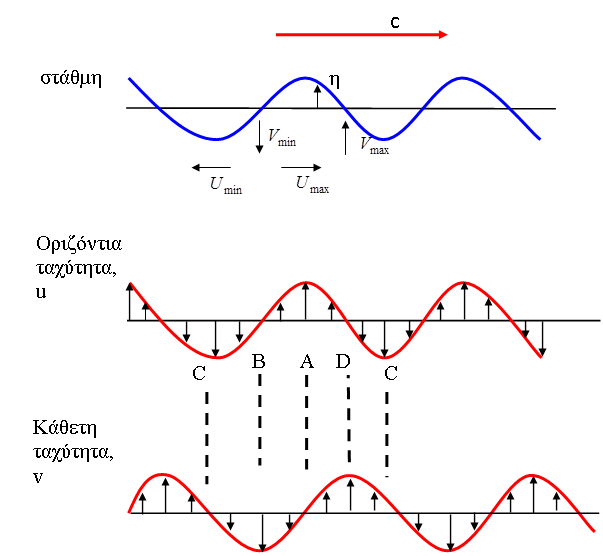 c
στάθμη
η
Vmin
Vmax
Umin
Umax
Οριζόντια
ταχύτητα,
u
C
B
A
D
C
Κάθετη
ταχύτητα,
v